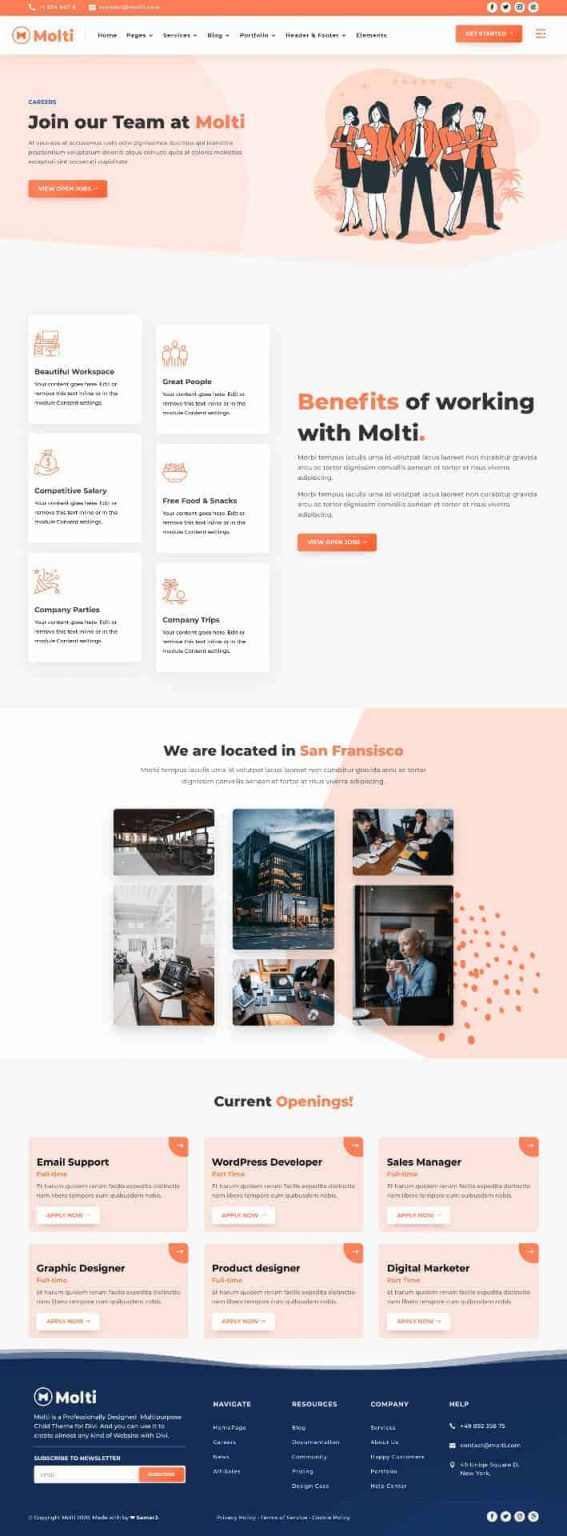 Molti
Home Pages Services Blog Portfolio Header & Footer Elements
GET STARTED →
CAREERS
Join our Team at Molti
At vero eos et accusamus iusto odio dignissimos ducimus qui blanditiis
praesentium voluptatum deleniti atque corrupti quos et dolores molestias
excepturi sint occaecati cupiditate
VIEW OPEN JOBS →
Beautiful Workspace
Your content goes here. Edit or
remove this text inline or in the
module Content settings.
Great People
Your content goes here. Edit or
remove this text inline or in the
module Content settings.
Competitive Salary
Your content goes here. Edit or
remove this text inline or in the
module Content settings.
Free Food & Snacks
Your content goes here. Edit or
remove this text inline or in the
module Content settings.
Company Parties
Your content goes here. Edit or
remove this text inline or in the
module Content settings.
Company Trips
Your content goes here. Edit or
remove this text inline or in the
module Content settings.
Benefits of working
with Molti.
Morbi tempus iaculis urna id volutpat lacus laoreet non curabitur gravida
arcu ac tortor dignissim convallis aenean et tortor at risus viverra
adipiscing.
Morbi tempus iaculis urna id volutpat lacus laoreet non curabitur gravida
arcu ac tortor dignissim convallis aenean et tortor at risus viverra
adipiscing.
VIEW OPEN JOBS →
We are located in San Fransisco
Morbi tempus iaculis urna id volutpat lacus laoreet non curabitur gravida arcu ac tortor
dignissim convallis aenean et tortor at risus viverra adipiscing.
Current Openings!
Email Support
Full-time
Et harum quidem rerum facilis expedita distinctio
nam libero tempore cum quibusdam nobis.
APPLY NOW →
WordPress Developer
Part Time
Et harum quidem rerum facilis expedita distinctio
nam libero tempore cum quibusdam nobis.
APPLY NOW →
Sales Manager
Full-time
Et harum quidem rerum facilis expedita distinctio
nam libero tempore cum quibusdam nobis.
APPLY NOW →
Graphic Designer
Full-time
Et harum quidem rerum facilis expedita distinctio
nam libero tempore cum quibusdam nobis.
APPLY NOW →
Product designer
Full-time
Et harum quidem rerum facilis expedita distinctio
nam libero tempore cum quibusdam nobis.
APPLY NOW →
Digital Marketer
Part Time
Et harum quidem rerum facilis expedita distinctio
nam libero tempore cum quibusdam nobis.
APPLY NOW →
Molti
Molti is a Professionally Designed Multipurpose
Child Theme for Divi. And you can use it to
create almost any kind of Website with Divi.
SUBSCRIBE TO NEWSLETTER
SUBSCRIBE
NAVIGATE
HomePage
Careers
News
Affiliates
RESOURCES
Blog
Documentation
Community
Pricing
Design Case
COMPANY
Services
About Us
Happy Customers
Portfolio
Help Center
HELP
+49 892 358 75
contact@molti.com
49 Uniqe Square D,
New York,
© Copyright Molti 2020. Made with by ❤ SamarJ.
Privacy Policy • Terms of Service • Cookie Policy